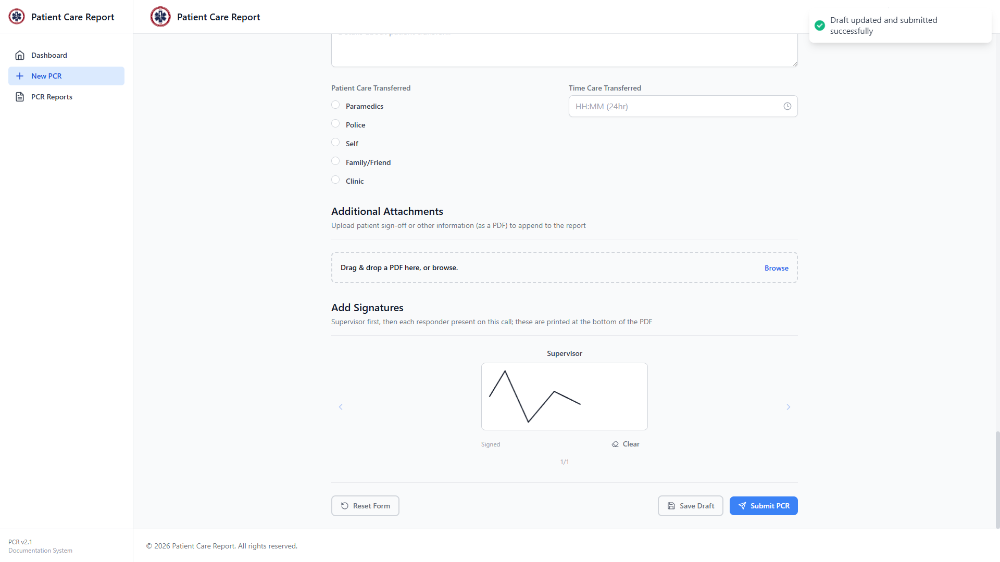 Patient Care Report
Patient Care Report
Draft updated and submitted
successfully
Dashboard
New PCR
PCR Reports
Patient Care Transferred
Paramedics
Police
Self
Family/Friend
Clinic
Time Care Transferred
HH:MM (24hr)
Additional Attachments
Upload patient sign-off or other information (as a PDF) to append to the report
Drag & drop a PDF here, or browse.
Browse
Add Signatures
Supervisor first, then each responder present on this call; these are printed at the bottom of the PDF
Supervisor
Signed
Clear
1/1
Reset Form
Save Draft
Submit PCR
PCR v2.1
Documentation System
© 2026 Patient Care Report. All rights reserved.